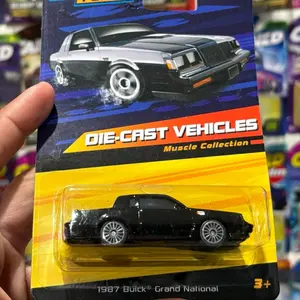 DIE-CAST VEHICLES
Muscle Collection
1987 Buick® Grand National
3+